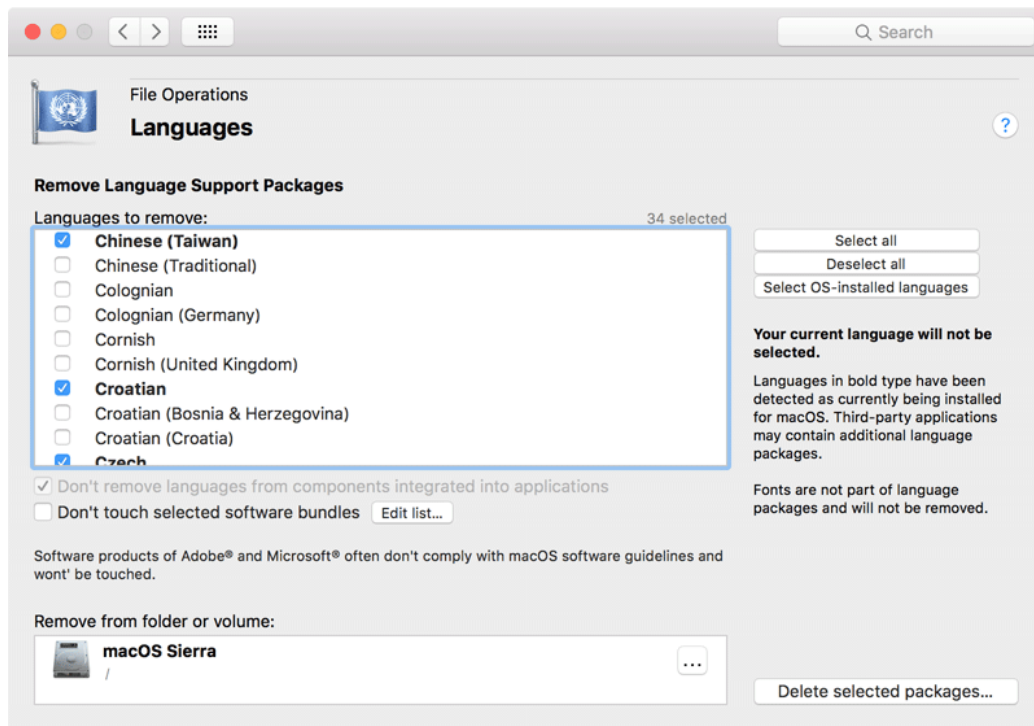 Search
File Operations
Languages
?
Remove Language Support Packages
Languages to remove:
34 selected
Chinese (Taiwan)
Chinese (Traditional)
Colognian
Colognian (Germany)
Cornish
Cornish (United Kingdom)
Croatian
Croatian (Bosnia & Herzegovina)
Croatian (Croatia)
Czech
Select all
Deselect all
Select OS-installed languages
Your current language will not be
selected.
Languages in bold type have been
detected as currently being installed
for macOS. Third-party applications
may contain additional language
packages.
Fonts are not part of language
packages and will not be removed.
Don't remove languages from components integrated into applications
Don't touch selected software bundles
Edit list...
Software products of Adobe® and Microsoft® often don't comply with macOS software guidelines and
wont' be touched.
Remove from folder or volume:
macOS Sierra
/
...
Delete selected packages...